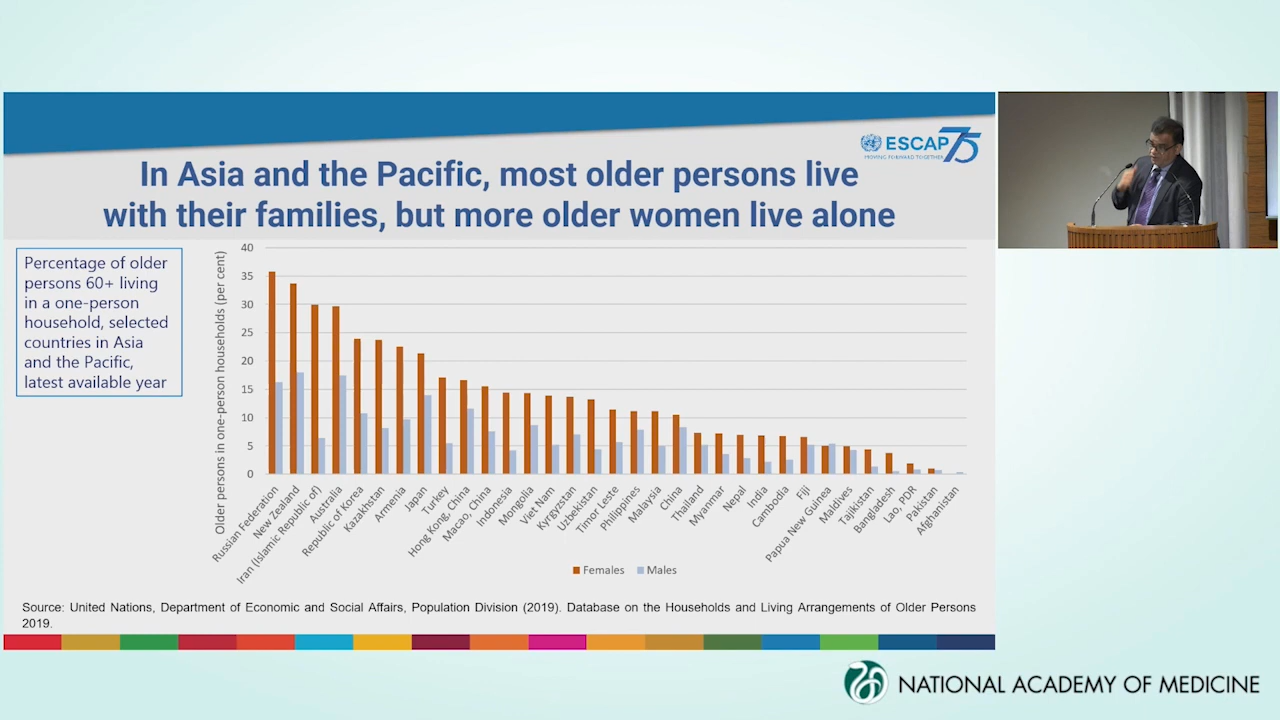 ESCAP 75
MOVING FORWARD TOGETHER
In Asia and the Pacific, most older persons live
with their families, but more older women live alone
Percentage of older
persons 60+ living
in a one-person
household, selected
countries in Asia
and the Pacific,
latest available year
Older persons in one-person households (per cent)
40
35
30
25
20
15
10
5
0
Russian Federation
New Zealand
Iran (Islamic Republic of)
Australia
Republic of Korea
Kazakhstan
Armenia
Japan
Turkey
Hong Kong, China
Macao, China
Indonesia
Mongolia
Viet Nam
Kyrgyzstan
Uzbekistan
Timor Leste
Philippines
Malaysia
China
Thailand
Myanmar
Nepal
India
Cambodia
Fiji
Papua New Guinea
Maldives
Tajikistan
Bangladesh
Lao, PDR
Pakistan
Afghanistan
Females
Males
Source: United Nations, Department of Economic and Social Affairs, Population Division (2019). Database on the Households and Living Arrangements of Older Persons
2019.
NATIONAL ACADEMY OF MEDICINE